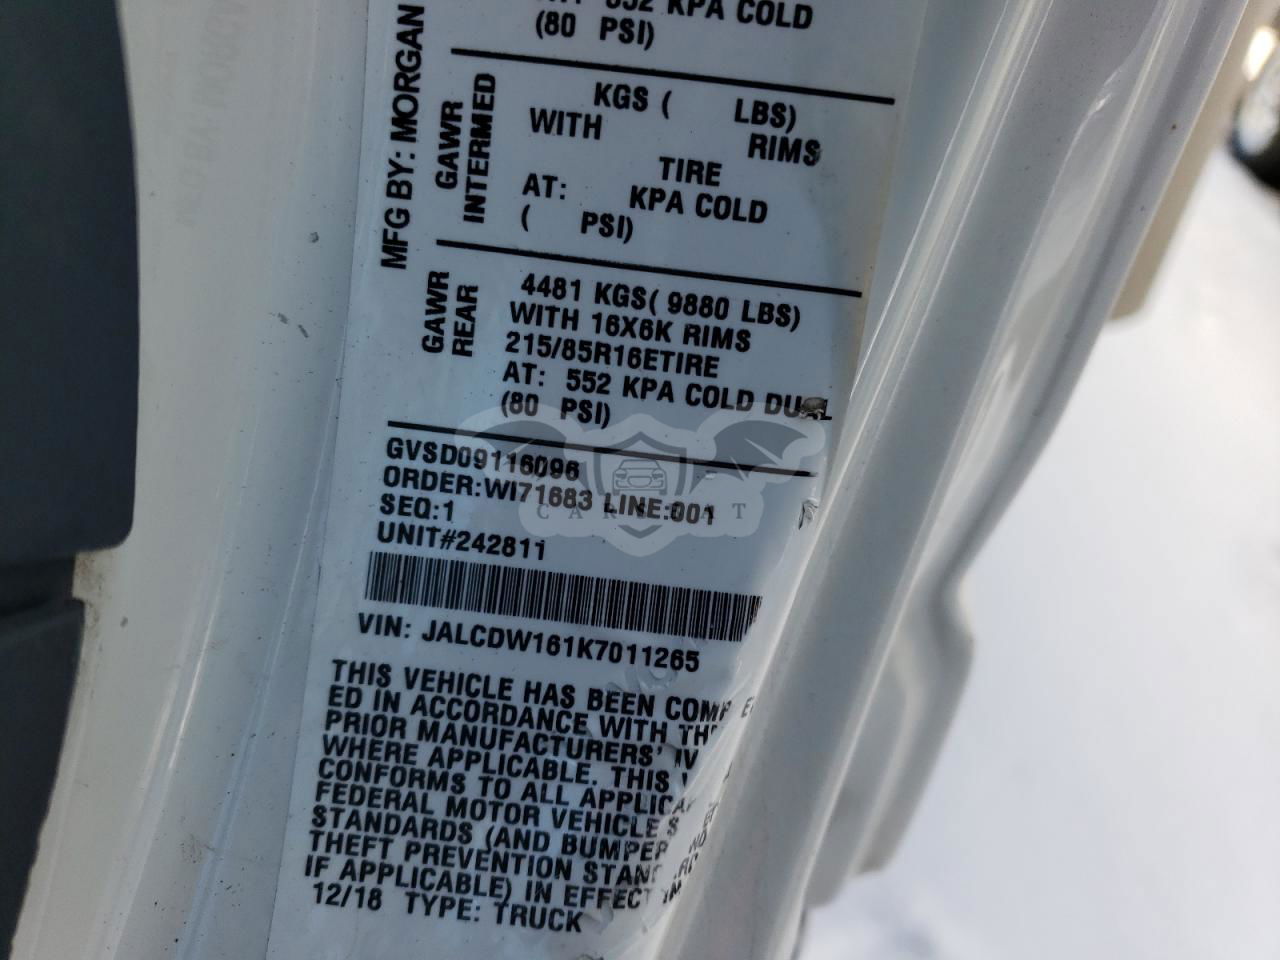 KPA COLD
(80 PSI)
MFG BY: MORGAN
GAWR
INTERMED
KGS ( LBS)
WITH RIMS
TIRE
AT: KPA COLD
( PSI)
GAWR
REAR
4481 KGS( 9880 LBS)
WITH 16X6K RIMS
215/85R16ETIRE
AT: 552 KPA COLD DUAL
(80 PSI)
GVSD09116096
ORDER:WI71683 LINE:001
SEQ:1
UNIT#242811
VIN: JALCDW161K7011265
THIS VEHICLE HAS BEEN
ED IN ACCORDANCE WITH
PRIOR MANUFACTURERS'
WHERE APPLICABLE. THIS
CONFORMS TO ALL
FEDERAL MOTOR VEHICLE
STANDARDS (AND BUMPER
THEFT PREVENTION
IF APPLICABLE) IN EFFECT
12/18 TYPE: TRUCK